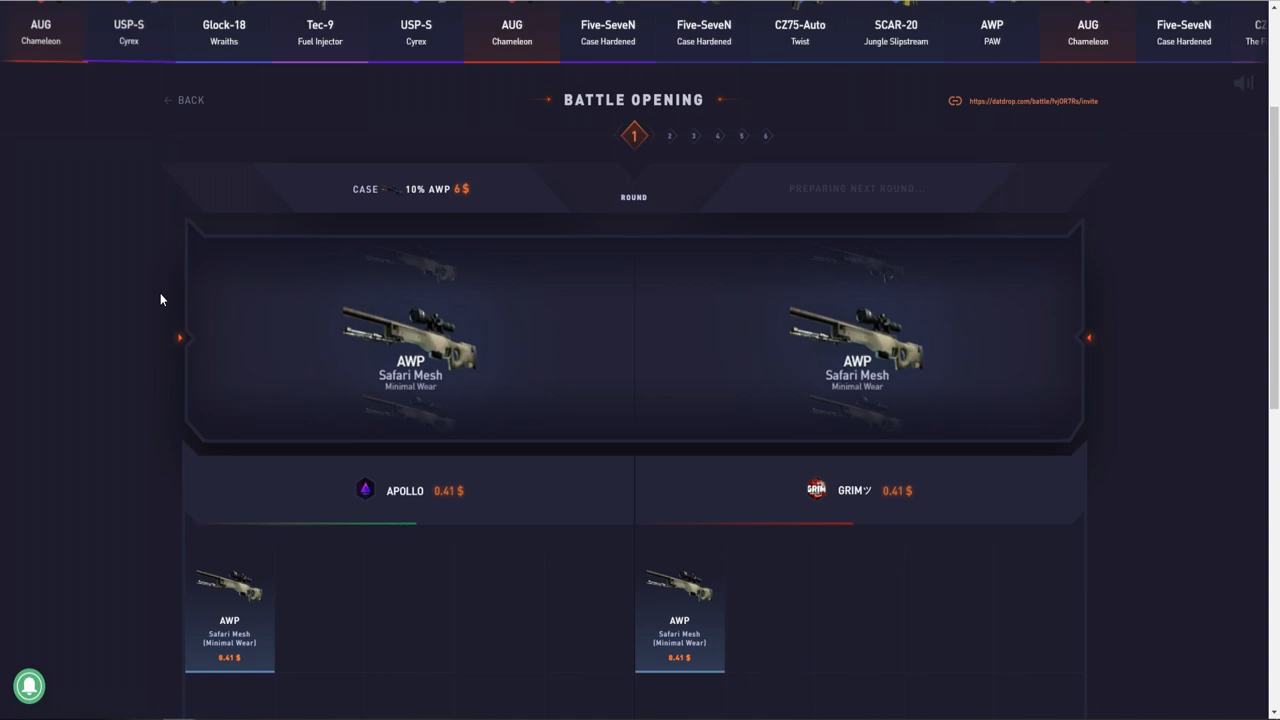 AUG
Chameleon
USP-S
Cyrex
Glock-18
Wraiths
Tec-9
Fuel Injector
USP-S
Cyrex
AUG
Chameleon
Five-SeveN
Case Hardened
Five-SeveN
Case Hardened
CZ75-Auto
Twist
SCAR-20
Jungle Slipstream
AWP
PAW
AUG
Chameleon
Five-SeveN
Case Hardened
BACK
BATTLE OPENING
https://datdrop.com/battle/fvjOR7Rs/invite
1 2 3 4 5 6
CASE 10% AWP 6 $
ROUND
PREPARING NEXT ROUND...
AWP
Safari Mesh
Minimal Wear
AWP
Safari Mesh
Minimal Wear
APOLLO 0.41 $
GRIM
GRIMツ 0.41 $
AWP
Safari Mesh
(Minimal Wear)
0.41 $
AWP
Safari Mesh
(Minimal Wear)
0.41 $